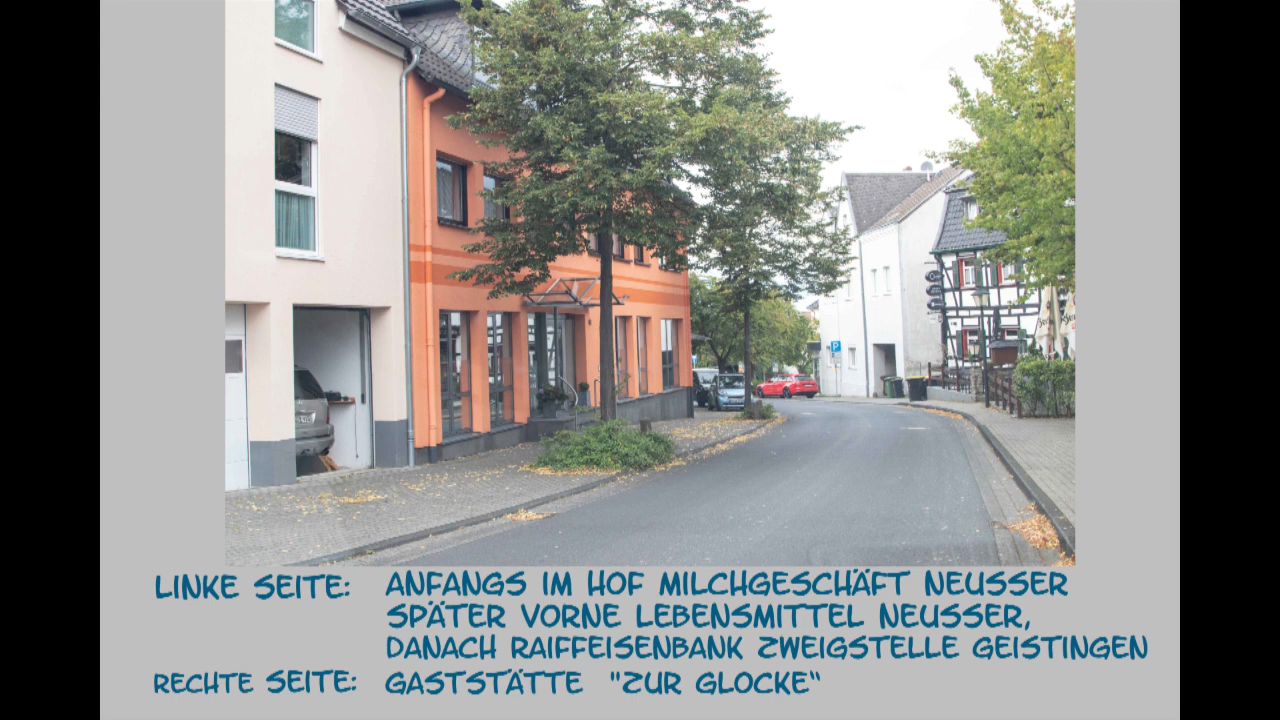 LINKE SEITE: ANFANGS IM HOF MILCHGESCHÄFT NEUSSER
SPÄTER VORNE LEBENSMITTEL NEUSSER,
DANACH RAIFFEISENBANK ZWEIGSTELLE GEISTINGEN
RECHTE SEITE: GASTSTÄTTE "ZUR GLOCKE"
P